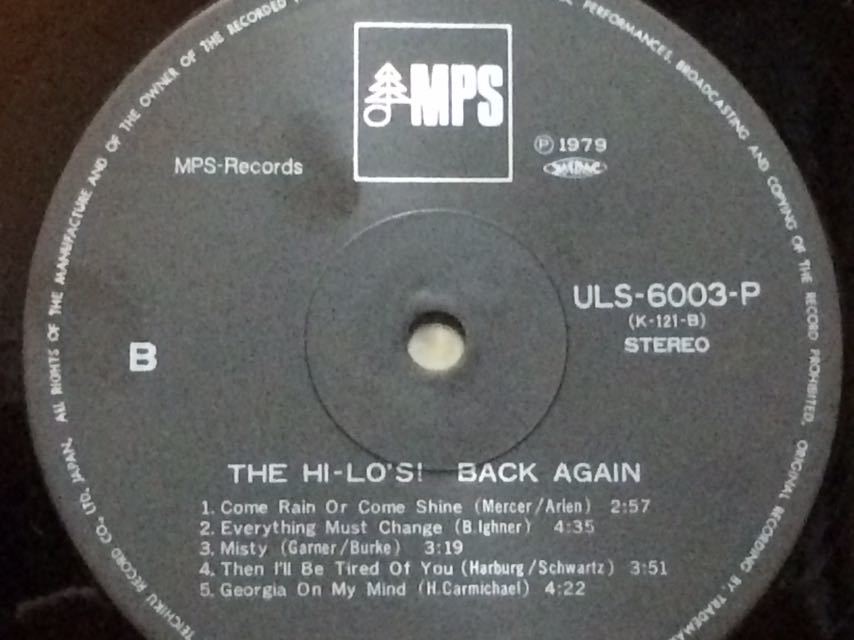 MPS
Ⓟ 1979
MPS-Records
ULS-6003-P
(K-121-B)
STEREO
B
THE HI-LO'S! BACK AGAIN
1. Come Rain Or Come Shine (Mercer/Arlen) 2:57
2. Everything Must Change (B.Ighner) 4:35
3. Misty (Garner/Burke) 3:19
4. Then I'll Be Tired Of You (Harburg/Schwartz) 3:51
5. Georgia On My Mind (H.Carmichael) 4:22
TEICHIKU RECORD CO., LTD. JAPAN. ALL RIGHTS OF THE MANUFACTURE AND OF THE OWNER OF THE RECORDED
PERFORMANCES, BROADCASTING AND COPYING OF THE RECORD PROHIBITED. ORIGINAL RECORDING BY